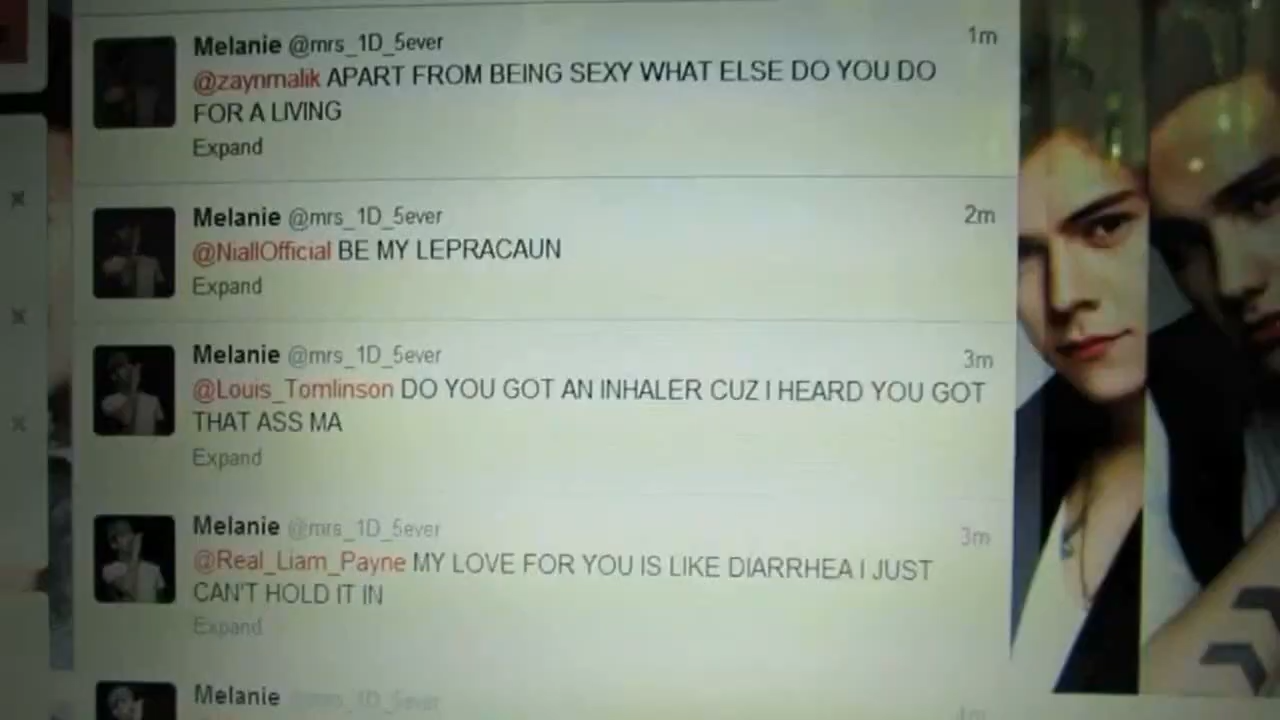 Melanie @mrs_1D_5ever 1m
@zaynmalik APART FROM BEING SEXY WHAT ELSE DO YOU DO
FOR A LIVING
Expand
Melanie @mrs_1D_5ever 2m
@NiallOfficial BE MY LEPRACAUN
Expand
Melanie @mrs_1D_5ever 3m
@Louis_Tomlinson DO YOU GOT AN INHALER CUZ I HEARD YOU GOT
THAT ASS MA
Expand
Melanie @mrs_1D_5ever 3m
@Real_Liam_Payne MY LOVE FOR YOU IS LIKE DIARRHEA I JUST
CAN'T HOLD IT IN
Expand
Melanie @mrs_1D_5ever